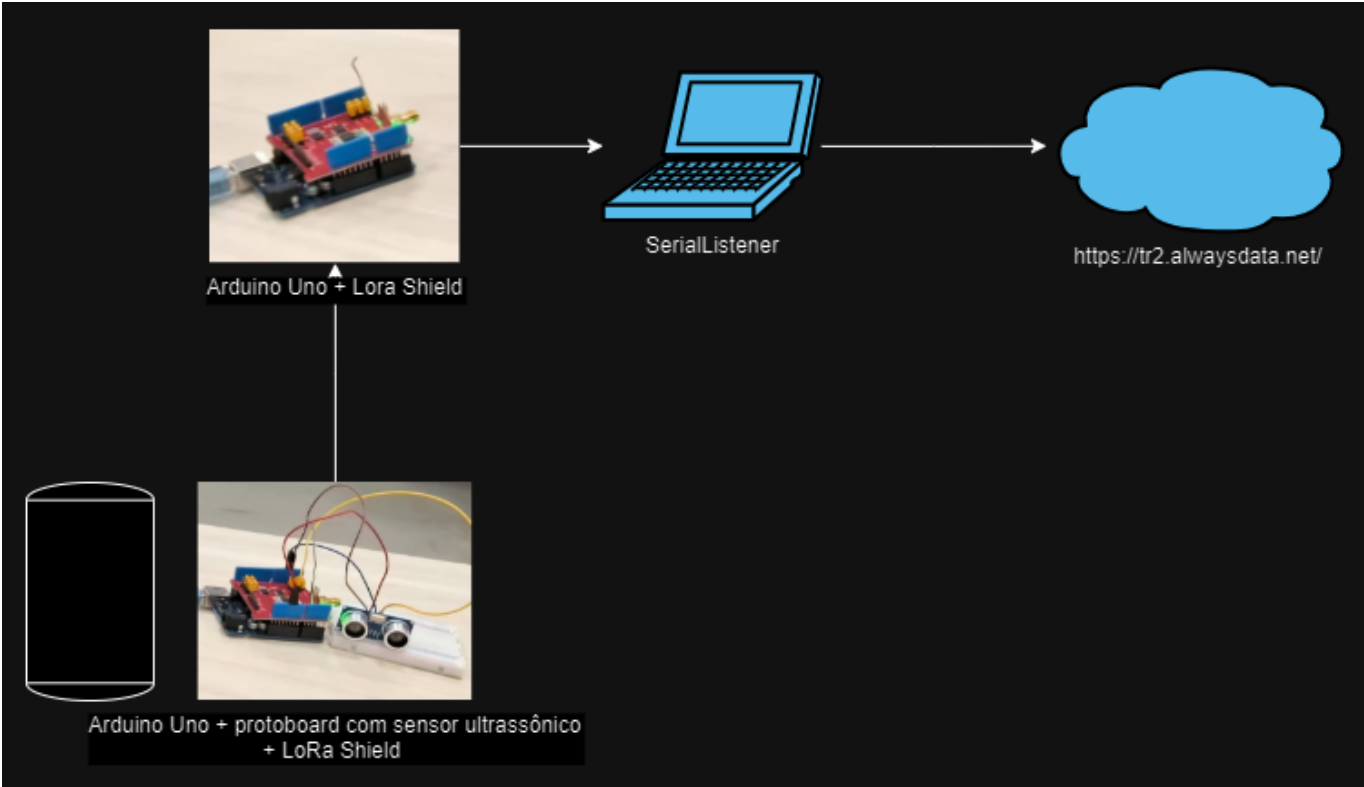 Arduino Uno + Lora Shield
SerialListener
https://tr2.alwaysdata.net/
Arduino Uno + protoboard com sensor ultrassônico
+ LoRa Shield